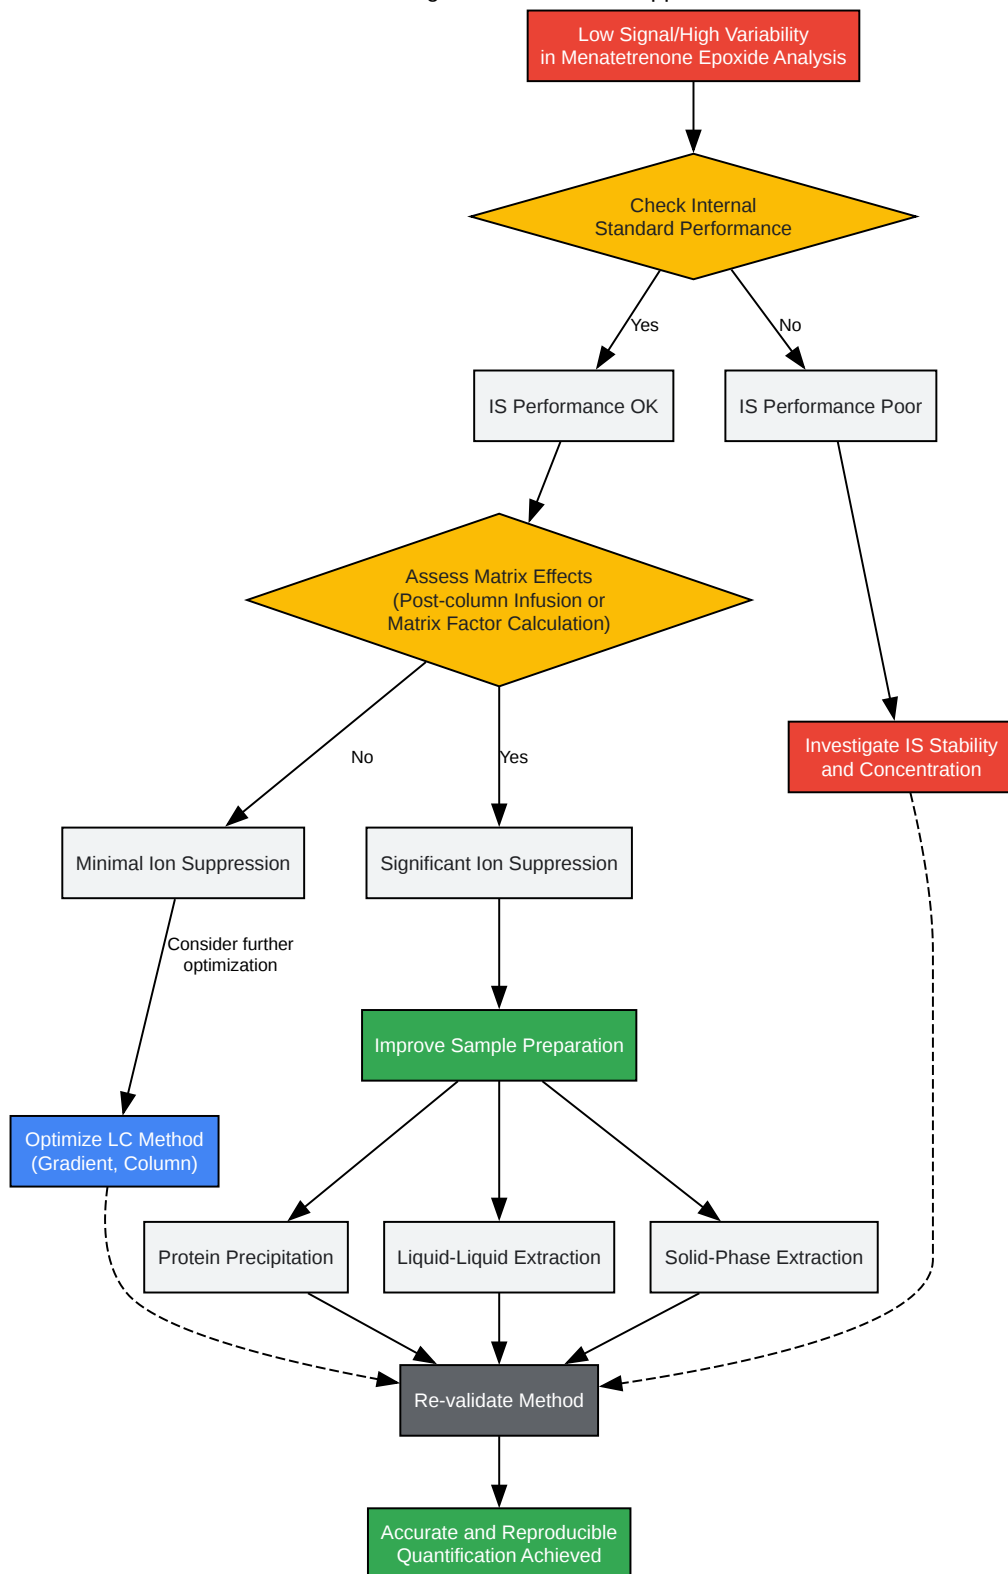 Low Signal/High Variability
in Menatetrenone Epoxide Analysis
Check Internal
Standard Performance
Yes
No
IS Performance OK
IS Performance Poor
Assess Matrix Effects
(Post-column Infusion or
Matrix Factor Calculation)
Investigate IS Stability
and Concentration
No
Yes
Minimal Ion Suppression
Significant Ion Suppression
Consider further
optimization
Improve Sample Preparation
Optimize LC Method
(Gradient, Column)
Protein Precipitation
Liquid-Liquid Extraction
Solid-Phase Extraction
Re-validate Method
Accurate and Reproducible
Quantification Achieved